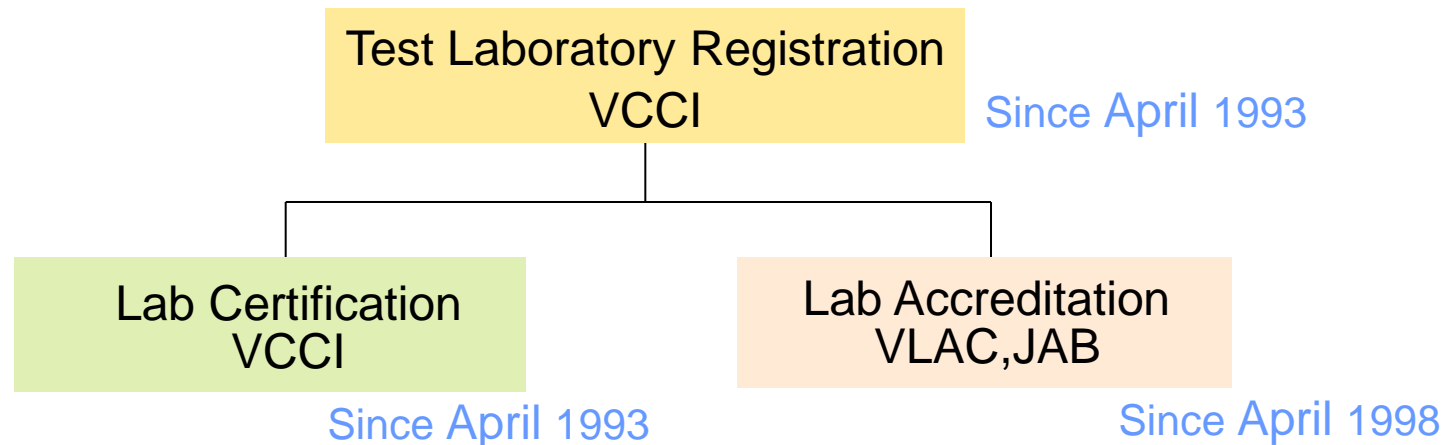 Test Laboratory Registration
VCCI
Since April 1993
Lab Certification
VCCI
Since April 1993
Lab Accreditation
VLAC,JAB
Since April 1998